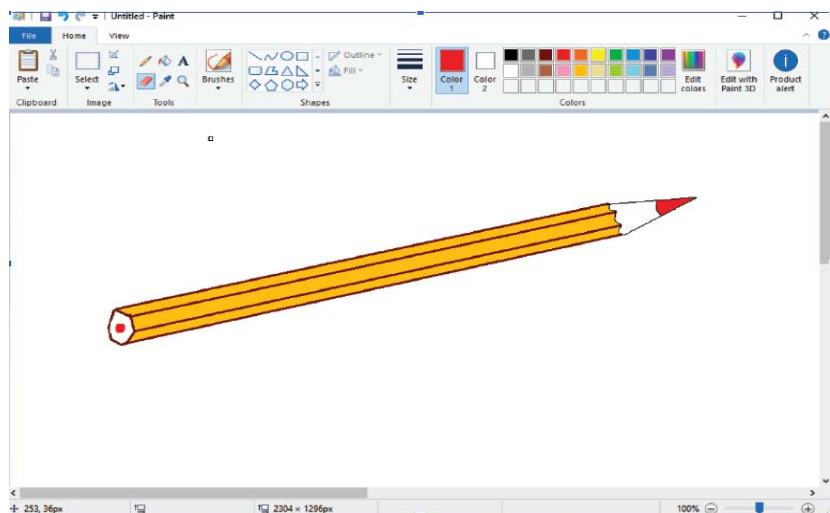 Untitled - Paint
File Home View
Paste
Select
Brushes
Outline
Fill
Size
Color 1
Color 2
Edit colors
Edit with Paint 3D
Product alert
Clipboard Image Tools Shapes Colors
253, 36px 2304 × 1296px 100%